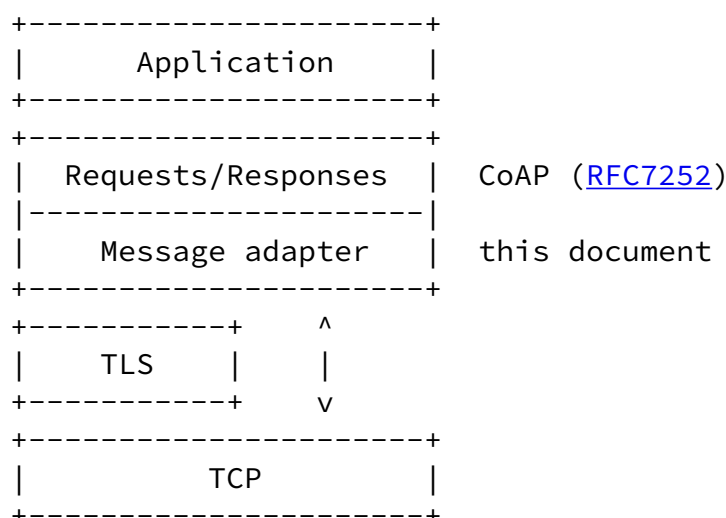 +----------------------+
|      Application     |
+----------------------+
+----------------------+
|  Requests/Responses  |  CoAP (RFC7252)
|----------------------|
|    Message adapter   |  this document
+----------------------+
+-----------+    ^
|    TLS    |    |
+-----------+    v
+----------------------+
|          TCP         |
+----------------------+